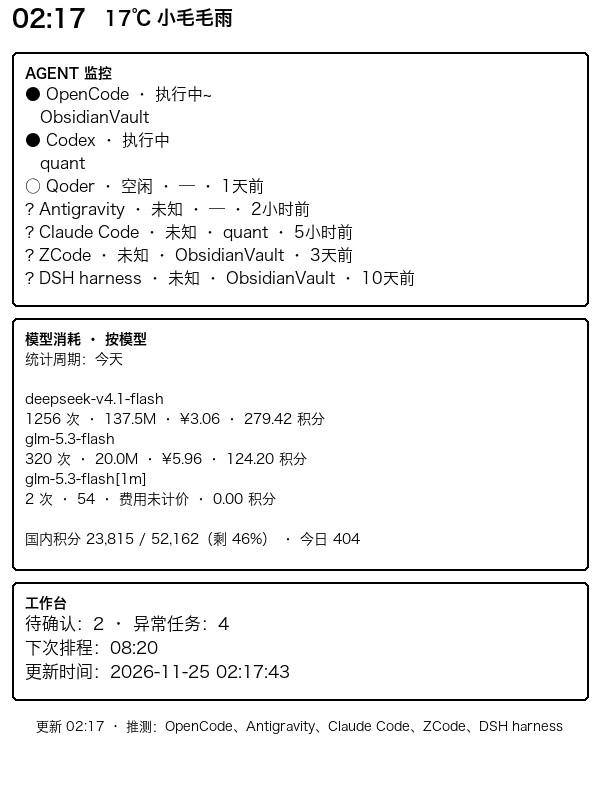 02:17 17℃ 小毛毛雨
AGENT 监控
● OpenCode · 执行中~
ObsidianVault
● Codex · 执行中
quant
○ Qoder · 空闲 · — · 1天前
? Antigravity · 未知 · — · 2小时前
? Claude Code · 未知 · quant · 5小时前
? ZCode · 未知 · ObsidianVault · 3天前
? DSH harness · 未知 · ObsidianVault · 10天前
模型消耗 · 按模型
统计周期：今天
deepseek-v4.1-flash
1256 次 · 137.5M · ¥3.06 · 279.42 积分
glm-5.3-flash
320 次 · 20.0M · ¥5.96 · 124.20 积分
glm-5.3-flash[1m]
2 次 · 54 · 费用未计价 · 0.00 积分
国内积分 23,815 / 52,162（剩 46%） · 今日 404
工作台
待确认：2 · 异常任务：4
下次排程：08:20
更新时间：2026-11-25 02:17:43
更新 02:17 · 推测：OpenCode、Antigravity、Claude Code、ZCode、DSH harness